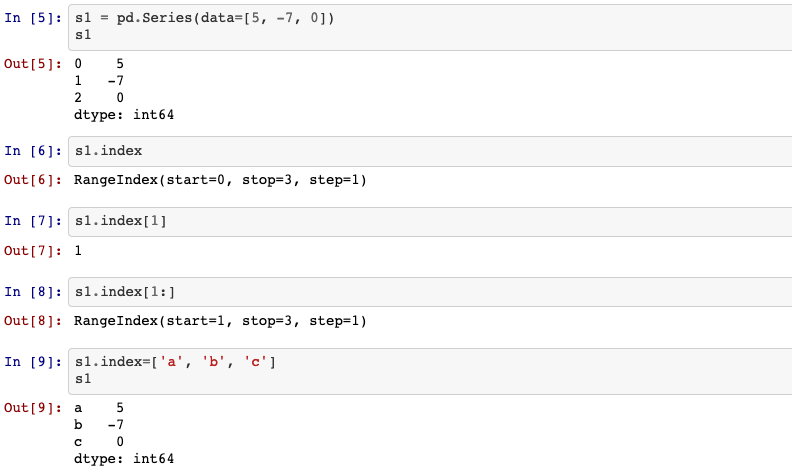 In [5]: s1 = pd.Series(data=[5, -7, 0])
s1
Out[5]: 0    5
1   -7
2    0
dtype: int64
In [6]: s1.index
Out[6]: RangeIndex(start=0, stop=3, step=1)
In [7]: s1.index[1]
Out[7]: 1
In [8]: s1.index[1:]
Out[8]: RangeIndex(start=1, stop=3, step=1)
In [9]: s1.index=['a', 'b', 'c']
s1
Out[9]: a    5
b   -7
c    0
dtype: int64